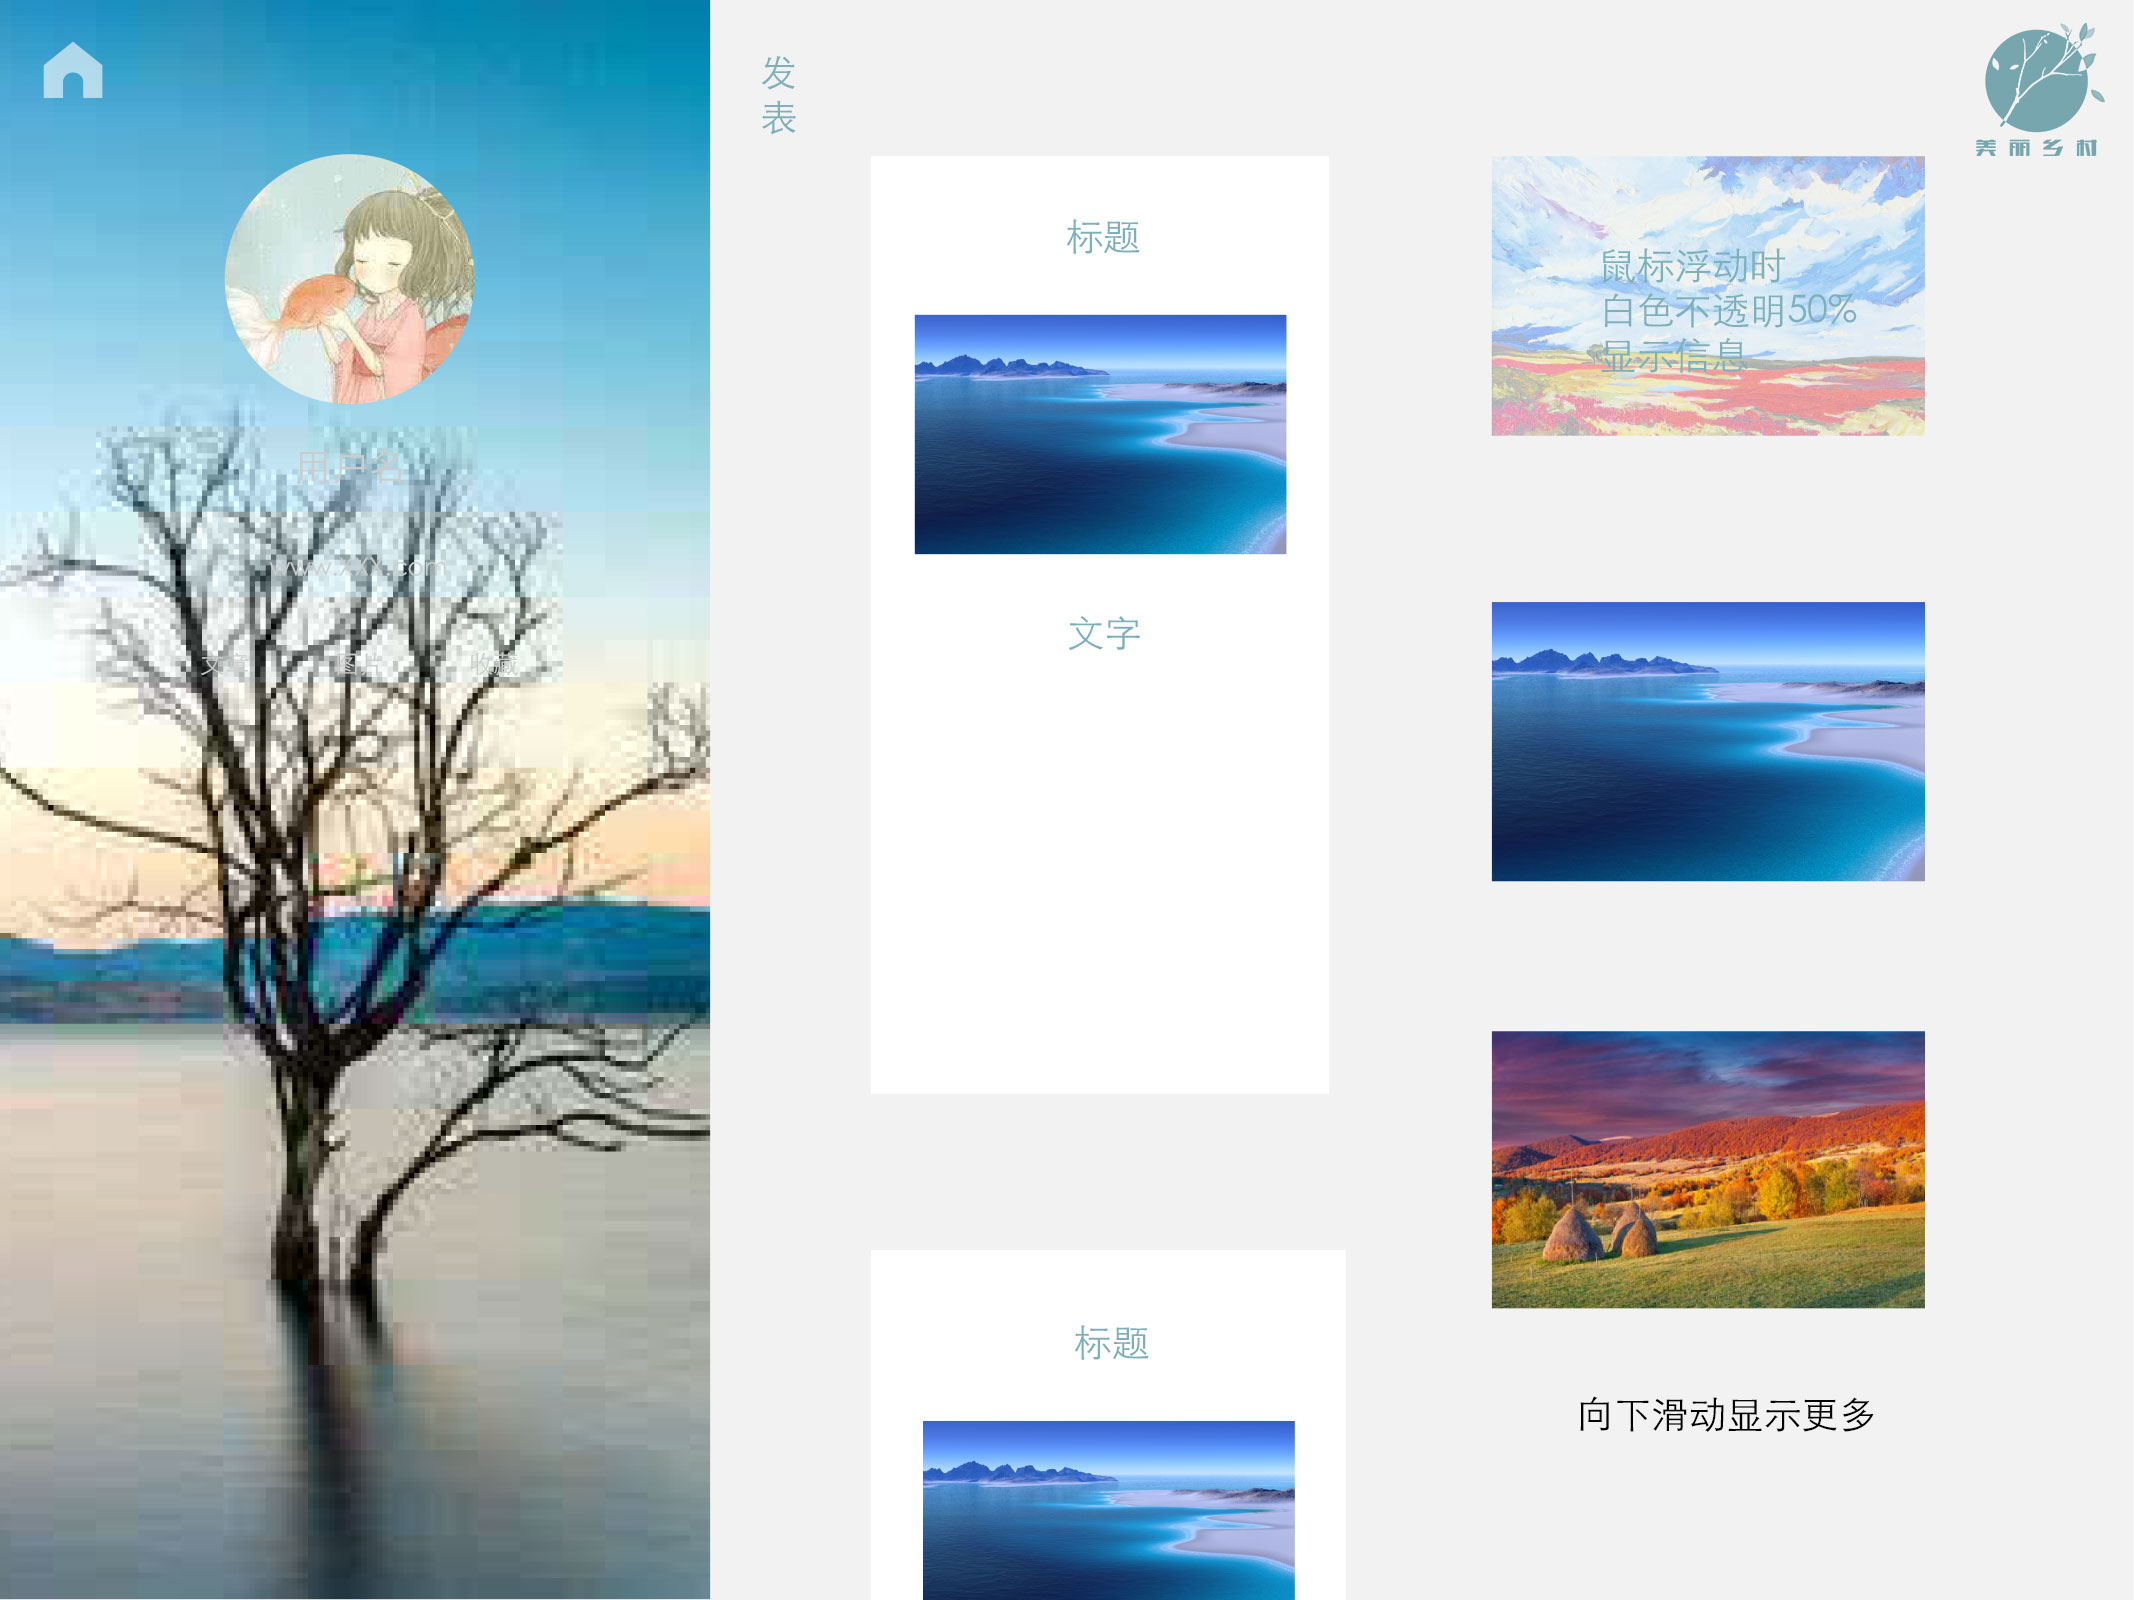 用户名
www.XXX.com
文章
图片
收藏
发
表
标题
文字
标题
美丽乡村
鼠标浮动时
白色不透明50%
显示信息
向下滑动显示更多